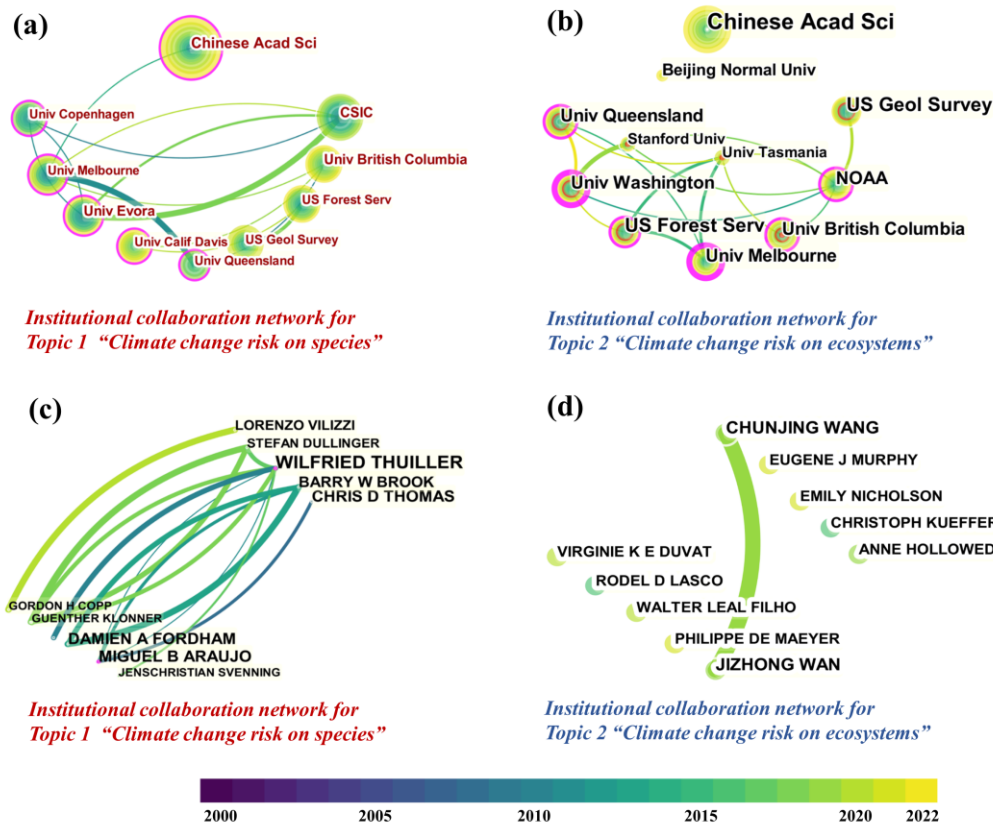 (a)
Chinese Acad Sci
Univ Copenhagen
CSIC
Univ British Columbia
Univ Melbourne
US Forest Serv
Univ Evora
Univ Calif Davis
US Geol Survey
Univ Queensland
Institutional collaboration network for
Topic 1 “Climate change risk on species”
(b)
Chinese Acad Sci
Beijing Normal Univ
US Geol Survey
Univ Queensland
Stanford Univ
Univ Tasmania
Univ Washington
NOAA
US Forest Serv
Univ British Columbia
Univ Melbourne
Institutional collaboration network for
Topic 2 “Climate change risk on ecosystems”
(c)
LORENZO VILIZZI
STEFAN DULLINGER
WILFRIED THUILLER
BARRY W BROOK
CHRIS D THOMAS
GORDON H COPP
GUENTHER KLONNER
DAMIEN A FORDHAM
MIGUEL B ARAUJO
JENSCHRISTIAN SVENNING
Institutional collaboration network for
Topic 1 “Climate change risk on species”
(d)
CHUNJING WANG
EUGENE J MURPHY
EMILY NICHOLSON
CHRISTOPH KUEFFER
ANNE HOLLOWED
VIRGINIE K E DUVAT
RODEL D LASCO
WALTER LEAL FILHO
PHILIPPE DE MAEYER
JIZHONG WAN
Institutional collaboration network for
Topic 2 “Climate change risk on ecosystems”
2000 2005 2010 2015 2020 2022